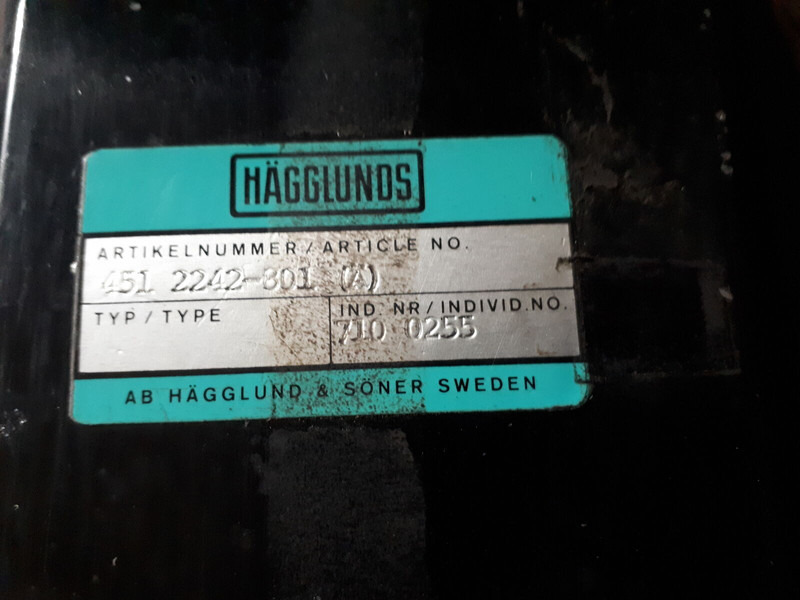 HÄGGLUNDS
ARTIKELNUMMER / ARTICLE NO.
451 2242-801 (A)
TYP / TYPE
IND. NR / INDIVID.NO.
710 0255
AB HÄGGLUND & SÖNER SWEDEN